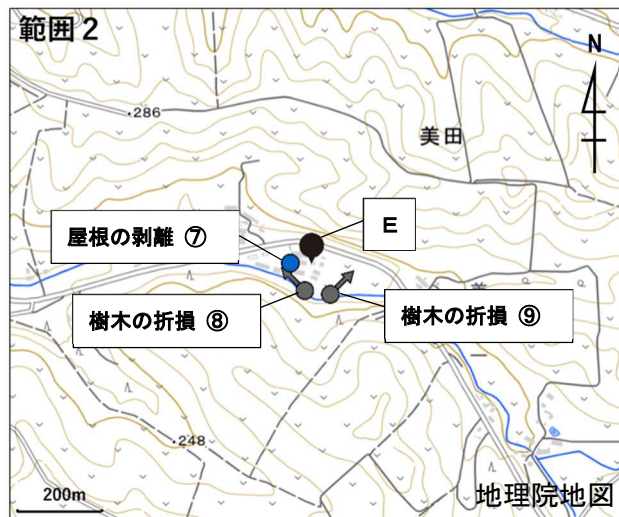 範囲2
N
・286
美田
屋根の剥離 ⑦
E
美
樹木の折損 ⑧
樹木の折損 ⑨
・248
200m
地理院地図